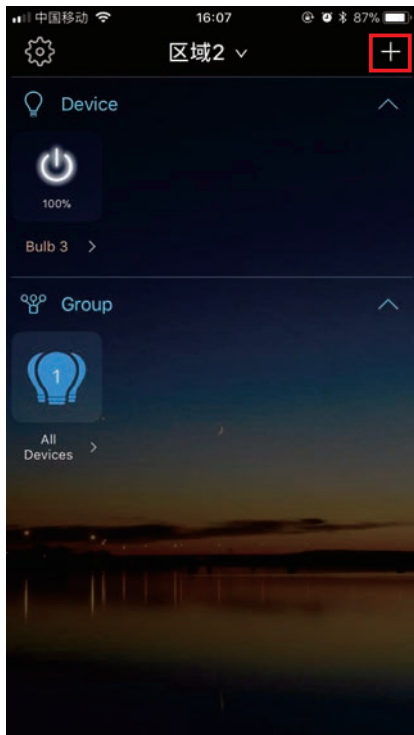 中国移动 16:07 87%
区域2
Device
100%
Bulb 3
Group
1
All
Devices